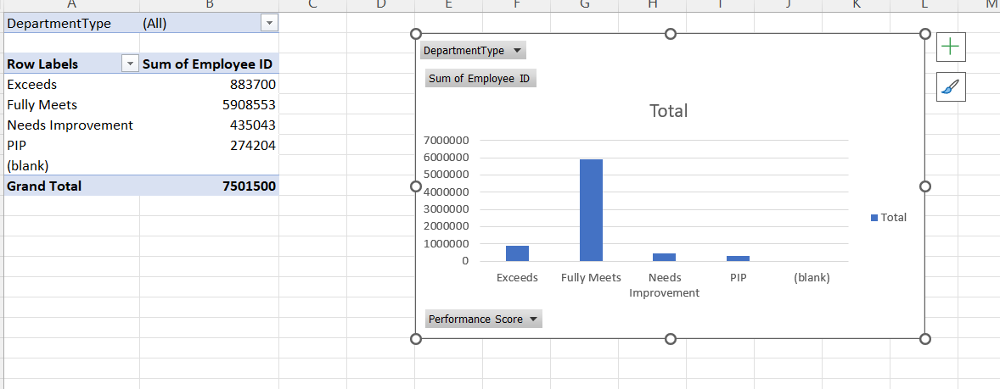 A B C D E F G H I J K L M
DepartmentType (All)
Row Labels Sum of Employee ID
Exceeds 883700
Fully Meets 5908553
Needs Improvement 435043
PIP 274204
(blank)
Grand Total 7501500
DepartmentType
Sum of Employee ID
Total
7000000
6000000
5000000
4000000
3000000
2000000
1000000
0
Exceeds Fully Meets Needs Improvement PIP (blank)
Total
Performance Score